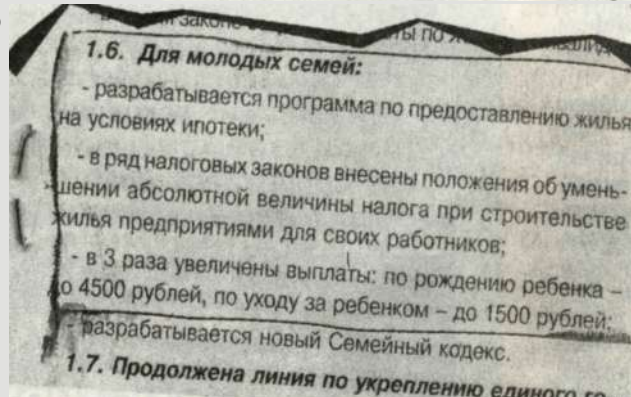 1.6. Для молодых семей:
- разрабатывается программа по предоставлению жилья
на условиях ипотеки;
- в ряд налоговых законов внесены положения об умень-
шении абсолютной величины налога при строительстве
жилья предприятиями для своих работников;
- в 3 раза увеличены выплаты: по рождению ребенка –
до 4500 рублей, по уходу за ребенком – до 1500 рублей;
- разрабатывается новый Семейный кодекс.
1.7. Продолжена линия по укреплению единого го-